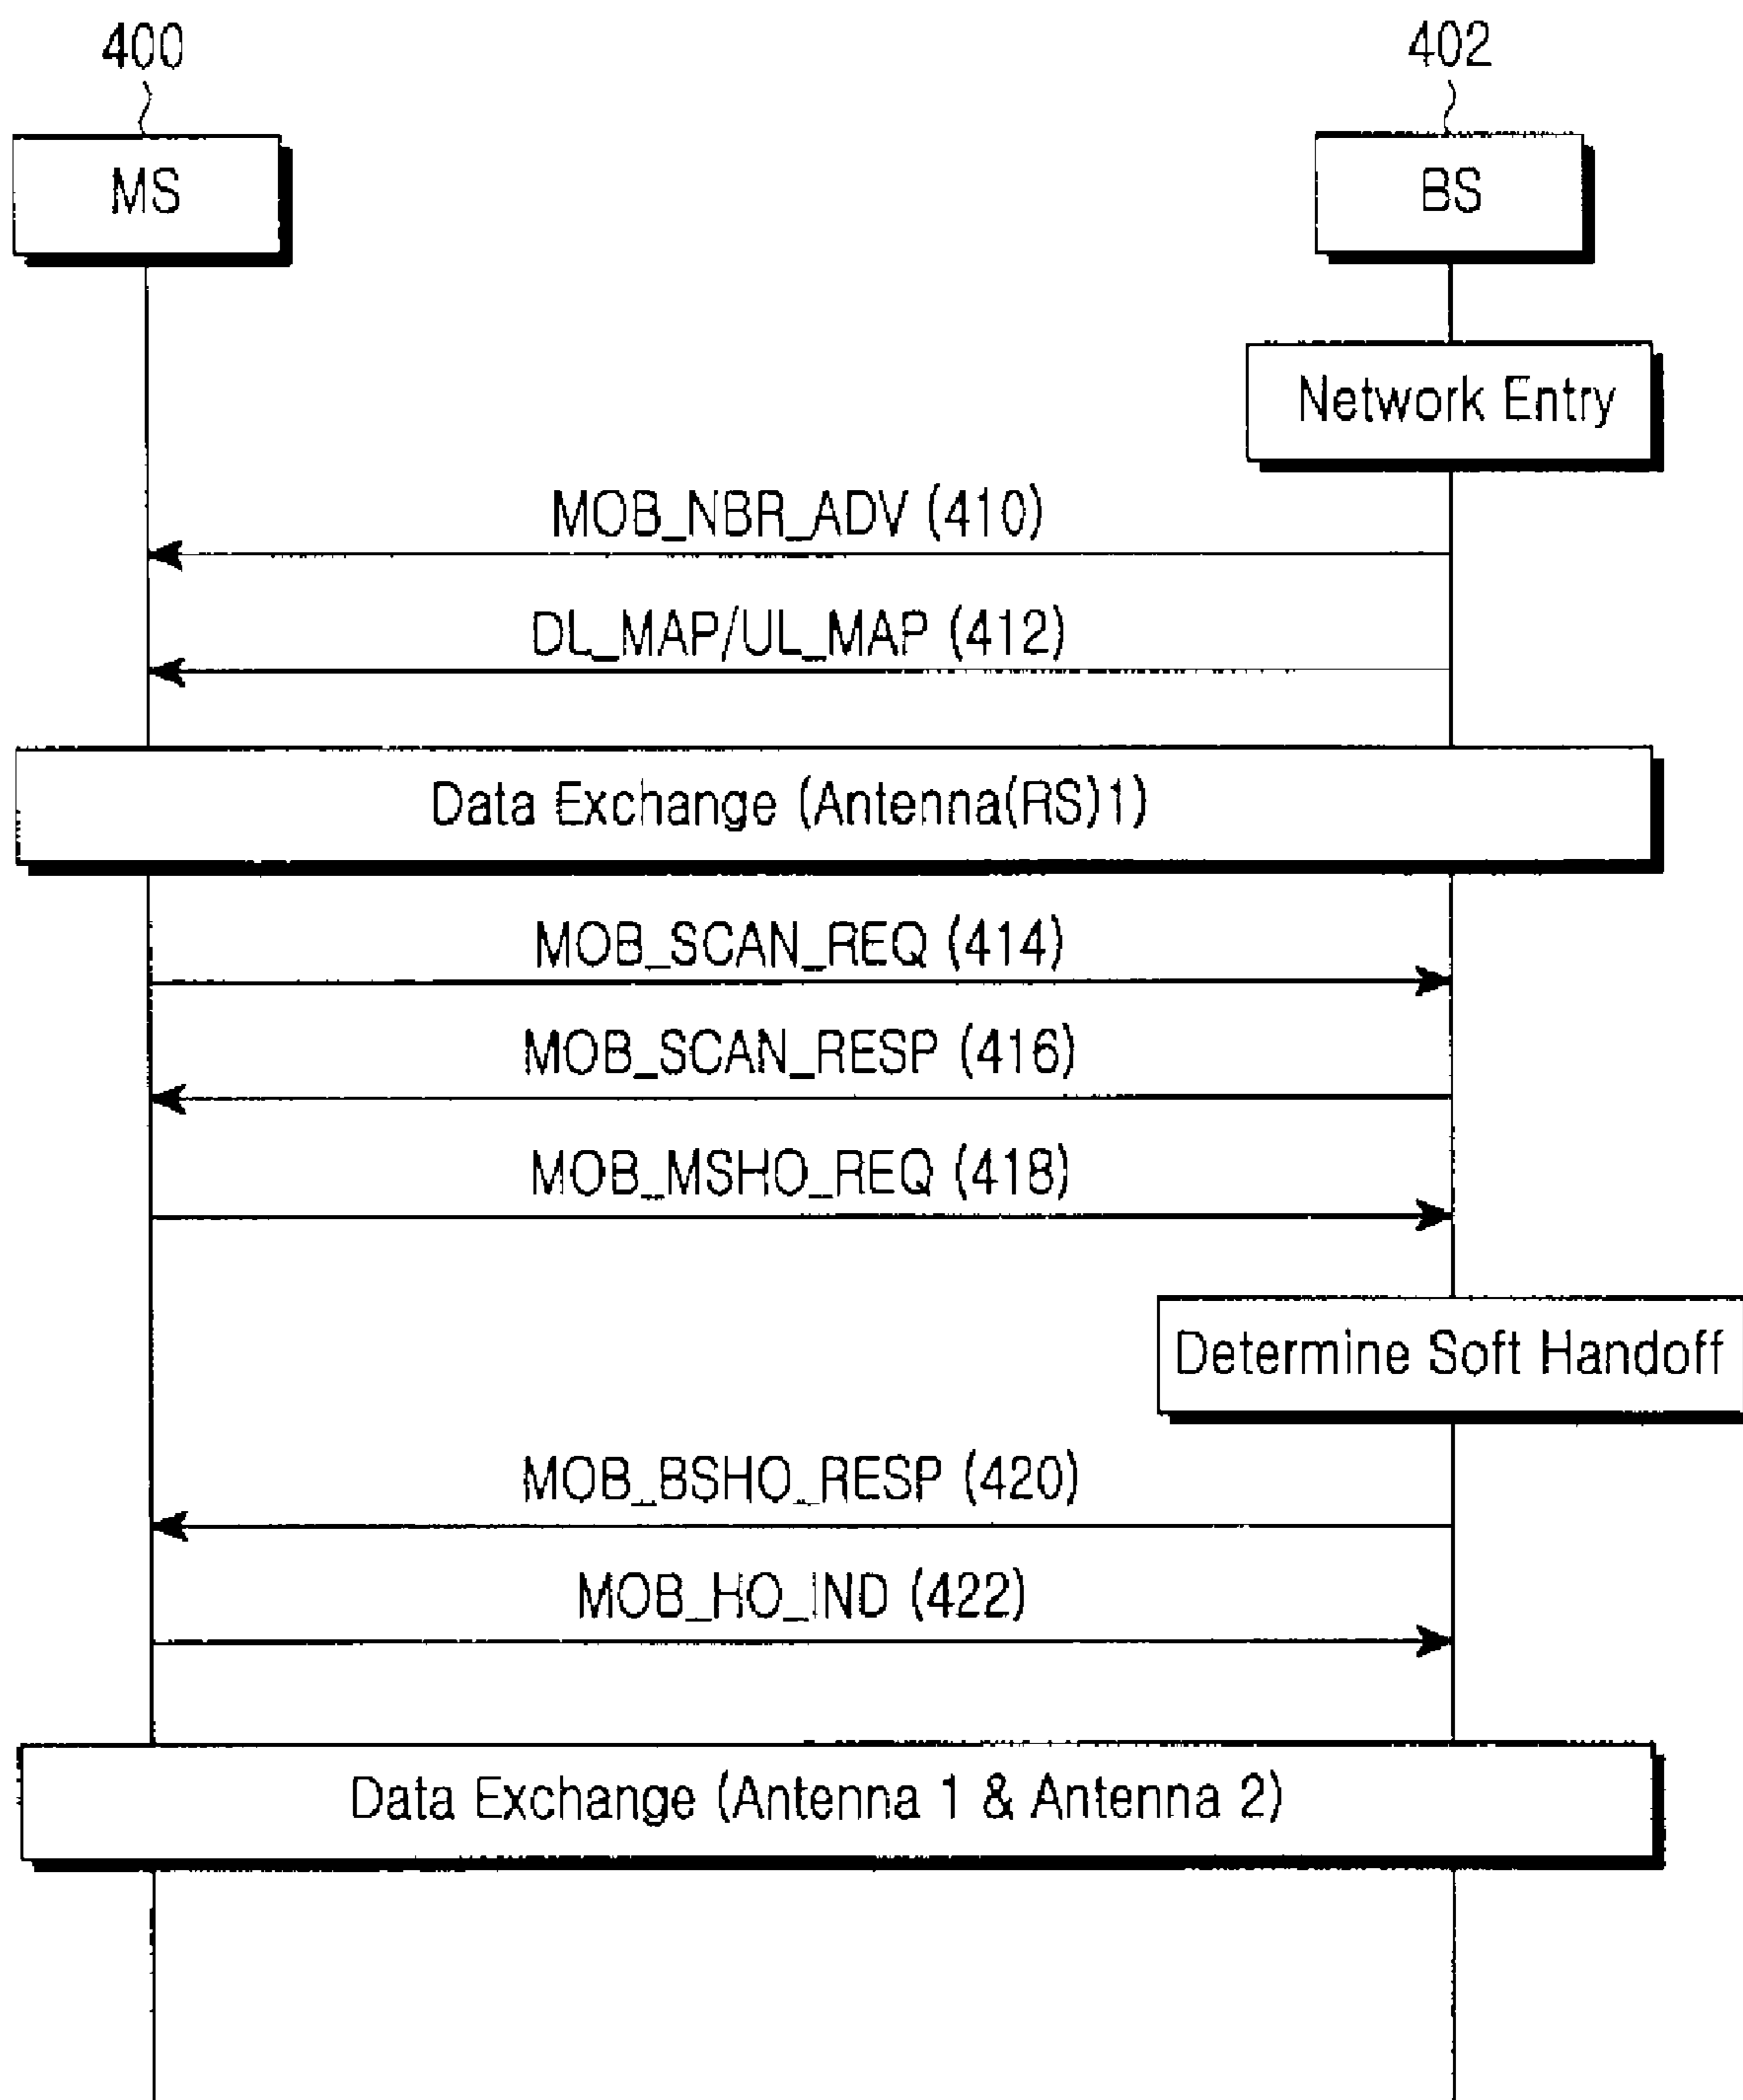 400
402
MS
BS
Network Entry
MOB_NBR_ADV (410)
DL_MAP/UL_MAP (412)
Data Exchange (Antenna(RS)1)
MOB_SCAN_REQ (414)
MOB_SCAN_RESP (416)
MOB_MSHO_REQ (418)
Determine Soft Handoff
MOB_BSHO_RESP (420)
MOB_HO_IND (422)
Data Exchange (Antenna 1 & Antenna 2)